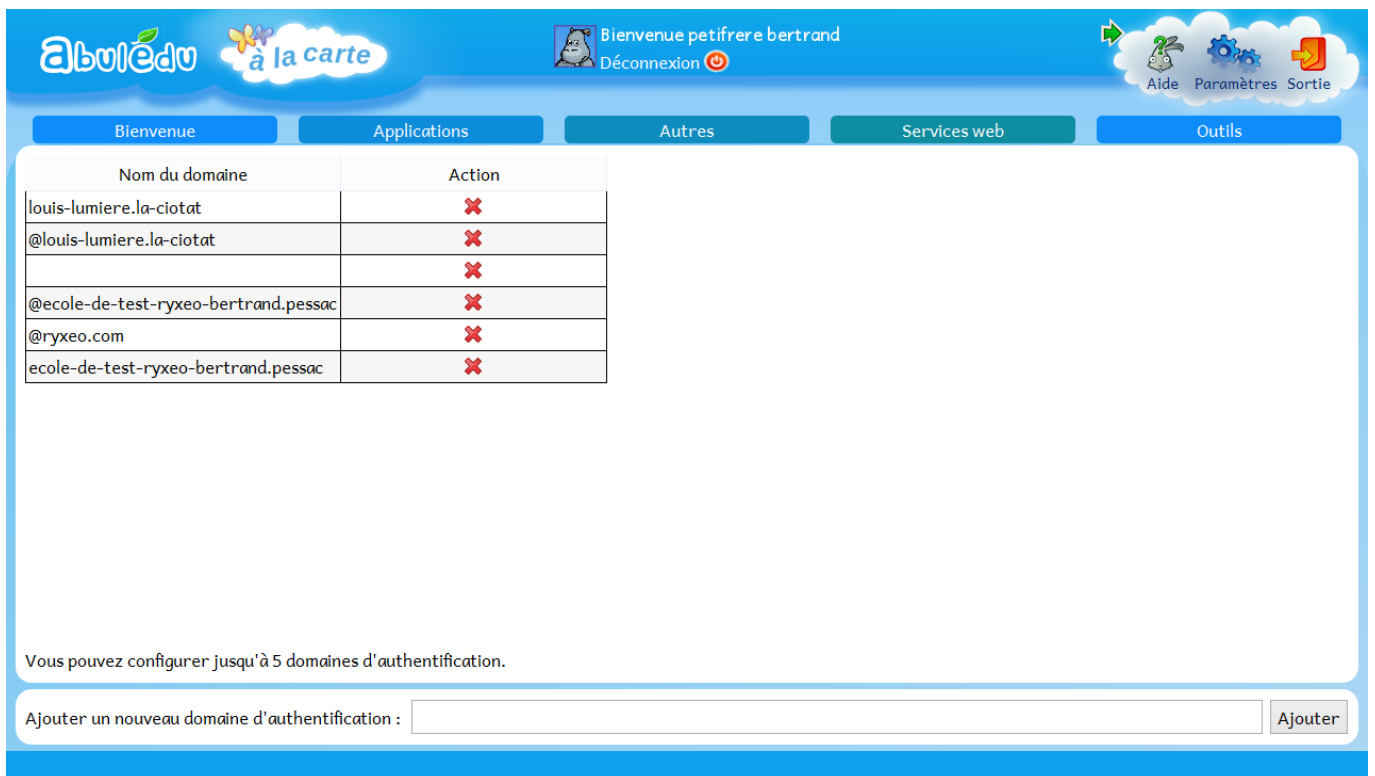 abulédu à la carte
Bienvenue petifrere bertrand
Déconnexion
Aide Paramètres Sortie
Bienvenue Applications Autres Services web Outils
Nom du domaine Action
louis-lumiere.la-ciotat
@louis-lumiere.la-ciotat
@ecole-de-test-ryxeo-bertrand.pessac
@ryxeo.com
ecole-de-test-ryxeo-bertrand.pessac
Vous pouvez configurer jusqu'à 5 domaines d'authentification.
Ajouter un nouveau domaine d'authentification : Ajouter